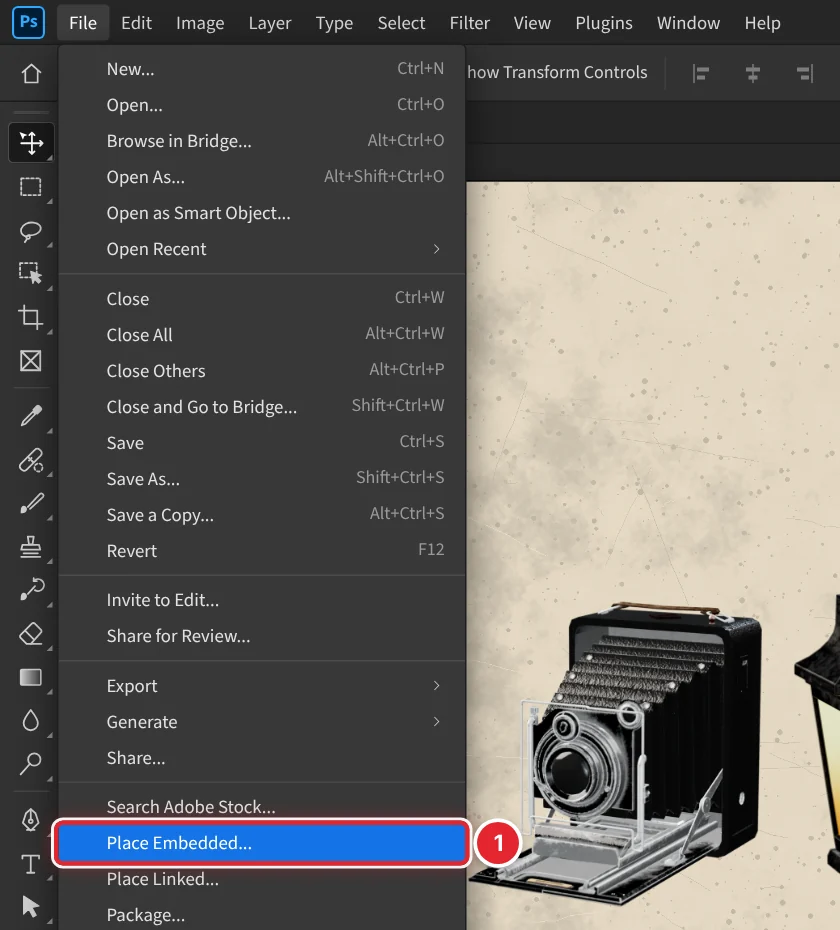 Ps File Edit Image Layer Type Select Filter View Plugins Window Help
how Transform Controls
New... Ctrl+N
Open... Ctrl+O
Browse in Bridge... Alt+Ctrl+O
Open As... Alt+Shift+Ctrl+O
Open as Smart Object...
Open Recent
Close Ctrl+W
Close All Alt+Ctrl+W
Close Others Alt+Ctrl+P
Close and Go to Bridge... Shift+Ctrl+W
Save Ctrl+S
Save As... Shift+Ctrl+S
Save a Copy... Alt+Ctrl+S
Revert F12
Invite to Edit...
Share for Review...
Export
Generate
Share...
Search Adobe Stock...
Place Embedded... 1
Place Linked...
Package...